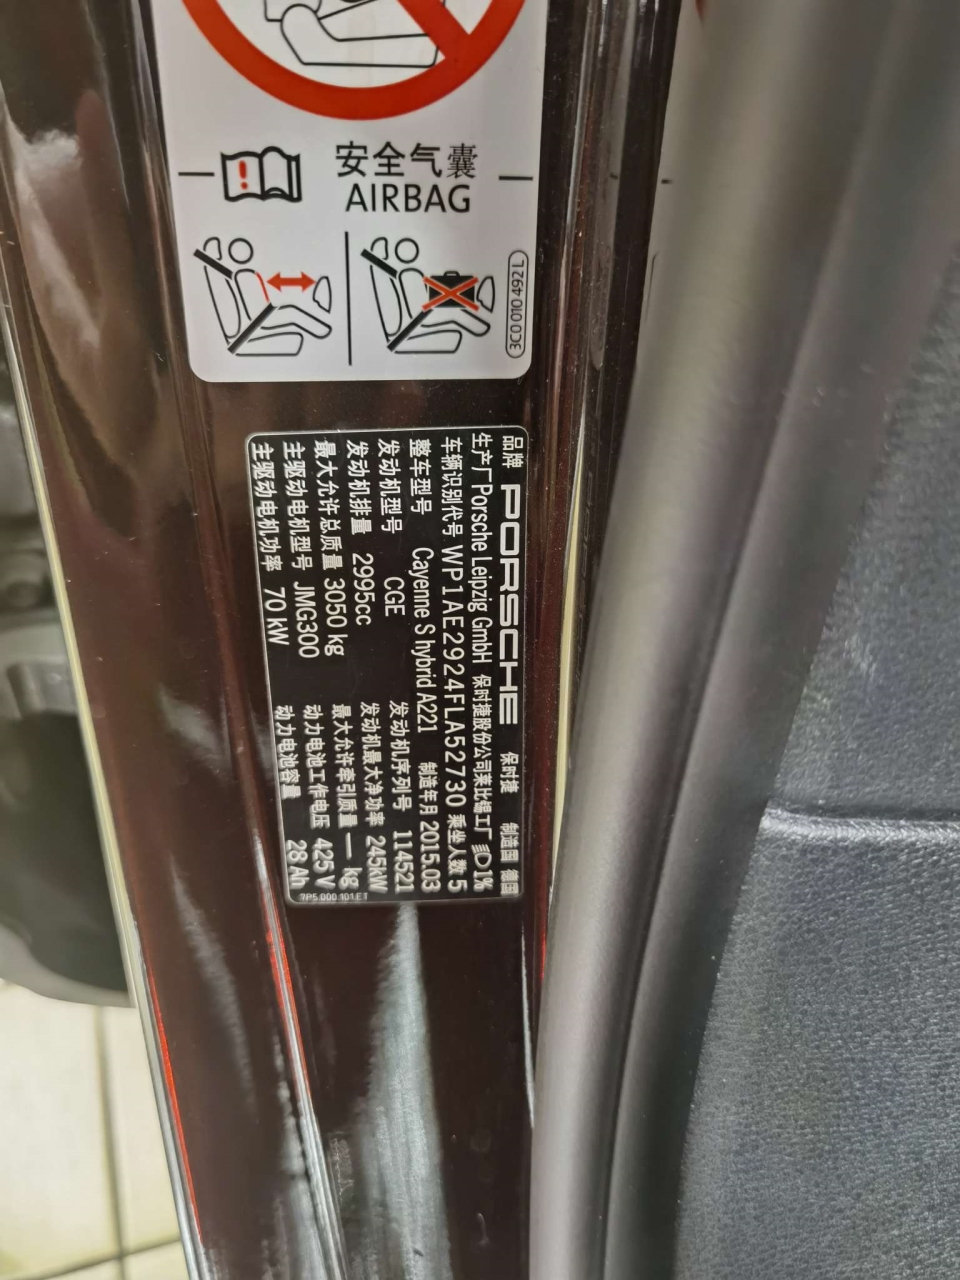 安全气囊
AIRBAG
3C0 010 492 L
品牌 PORSCHE 保时捷 制造国 德国
生产厂 Porsche Leipzig GmbH 保时捷股份公司莱比锡工厂 1%
车辆识别代号 WP1AE2924FLA52730 乘坐人数 5
整车型号 Cayenne S hybrid A221 制造年月 2015.03
发动机型号 CGE 发动机序列号 114521
发动机排量 2995cc 发动机最大净功率 245kW
最大允许总质量 3050 kg 最大允许牵引质量 — kg
主驱动电机型号 JMG300 动力电池工作电压 425 V
主驱动电机功率 70 kW 动力电池容量 28 Ah
7P5.000.101.ET